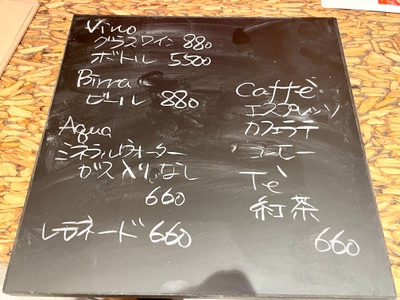 Vino
グラスワイン 880
ボトル 5500
Birra
ビール 880
Aqua
ミネラルウォーター
ガス入り、なし
660
レモネード 660
Caffè
エスプレッソ
カフェラテ
コーヒー
Tè
紅茶
660